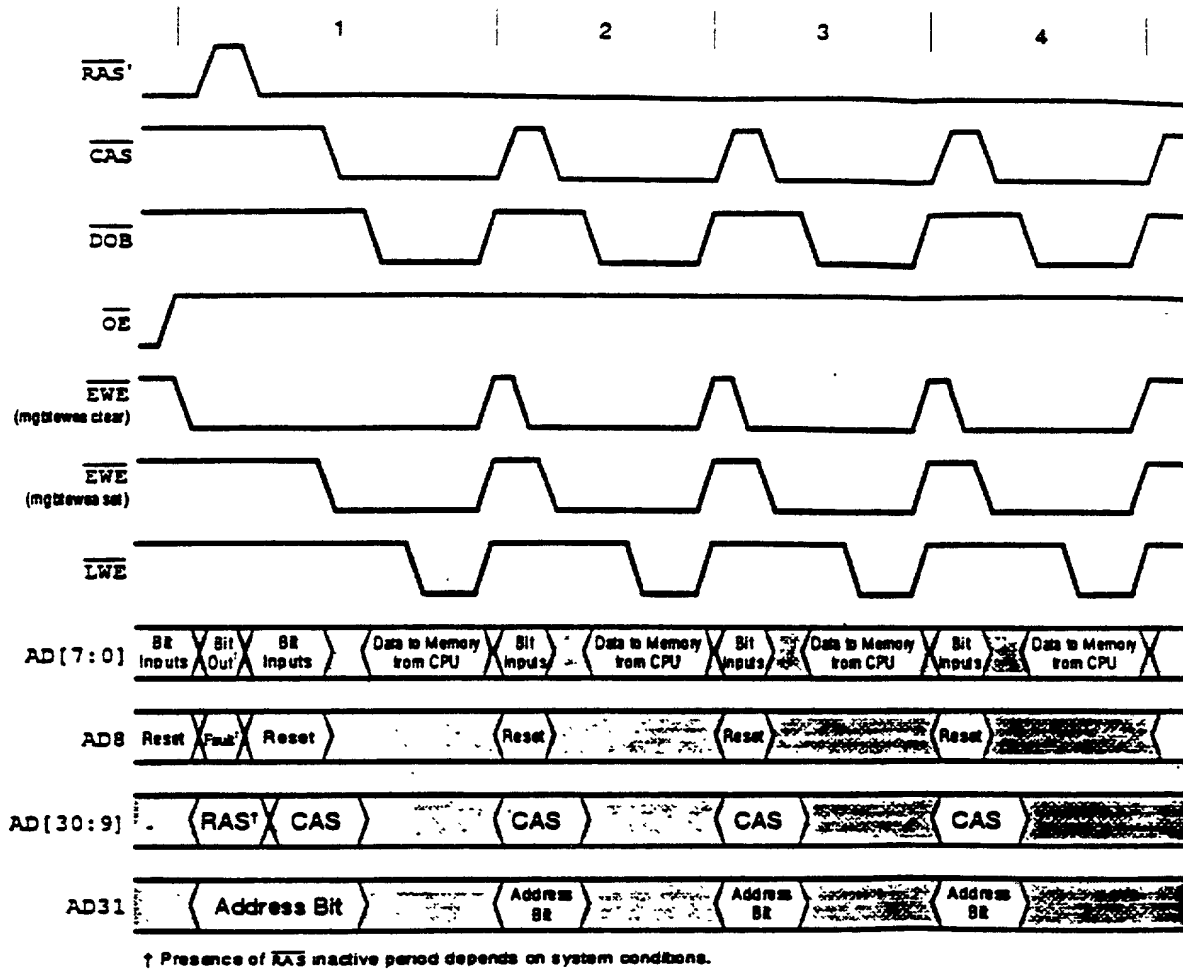 1 2 3 4
RAS'
CAS
DOB
OE
EWE
(mgbtewea clear)
EWE
(mgbtewea set)
LWE
AD[7:0] Bit Inputs Bit Out† Bit Inputs Data to Memory from CPU Bit Inputs Data to Memory from CPU Bit Inputs Data to Memory from CPU Bit Inputs Data to Memory from CPU
AD8 Reset Fault† Reset Reset Reset Reset
AD[30:9] RAS† CAS CAS CAS CAS
AD31 Address Bit Address Bit Address Bit Address Bit
† Presence of RAS inactive period depends on system conditions.